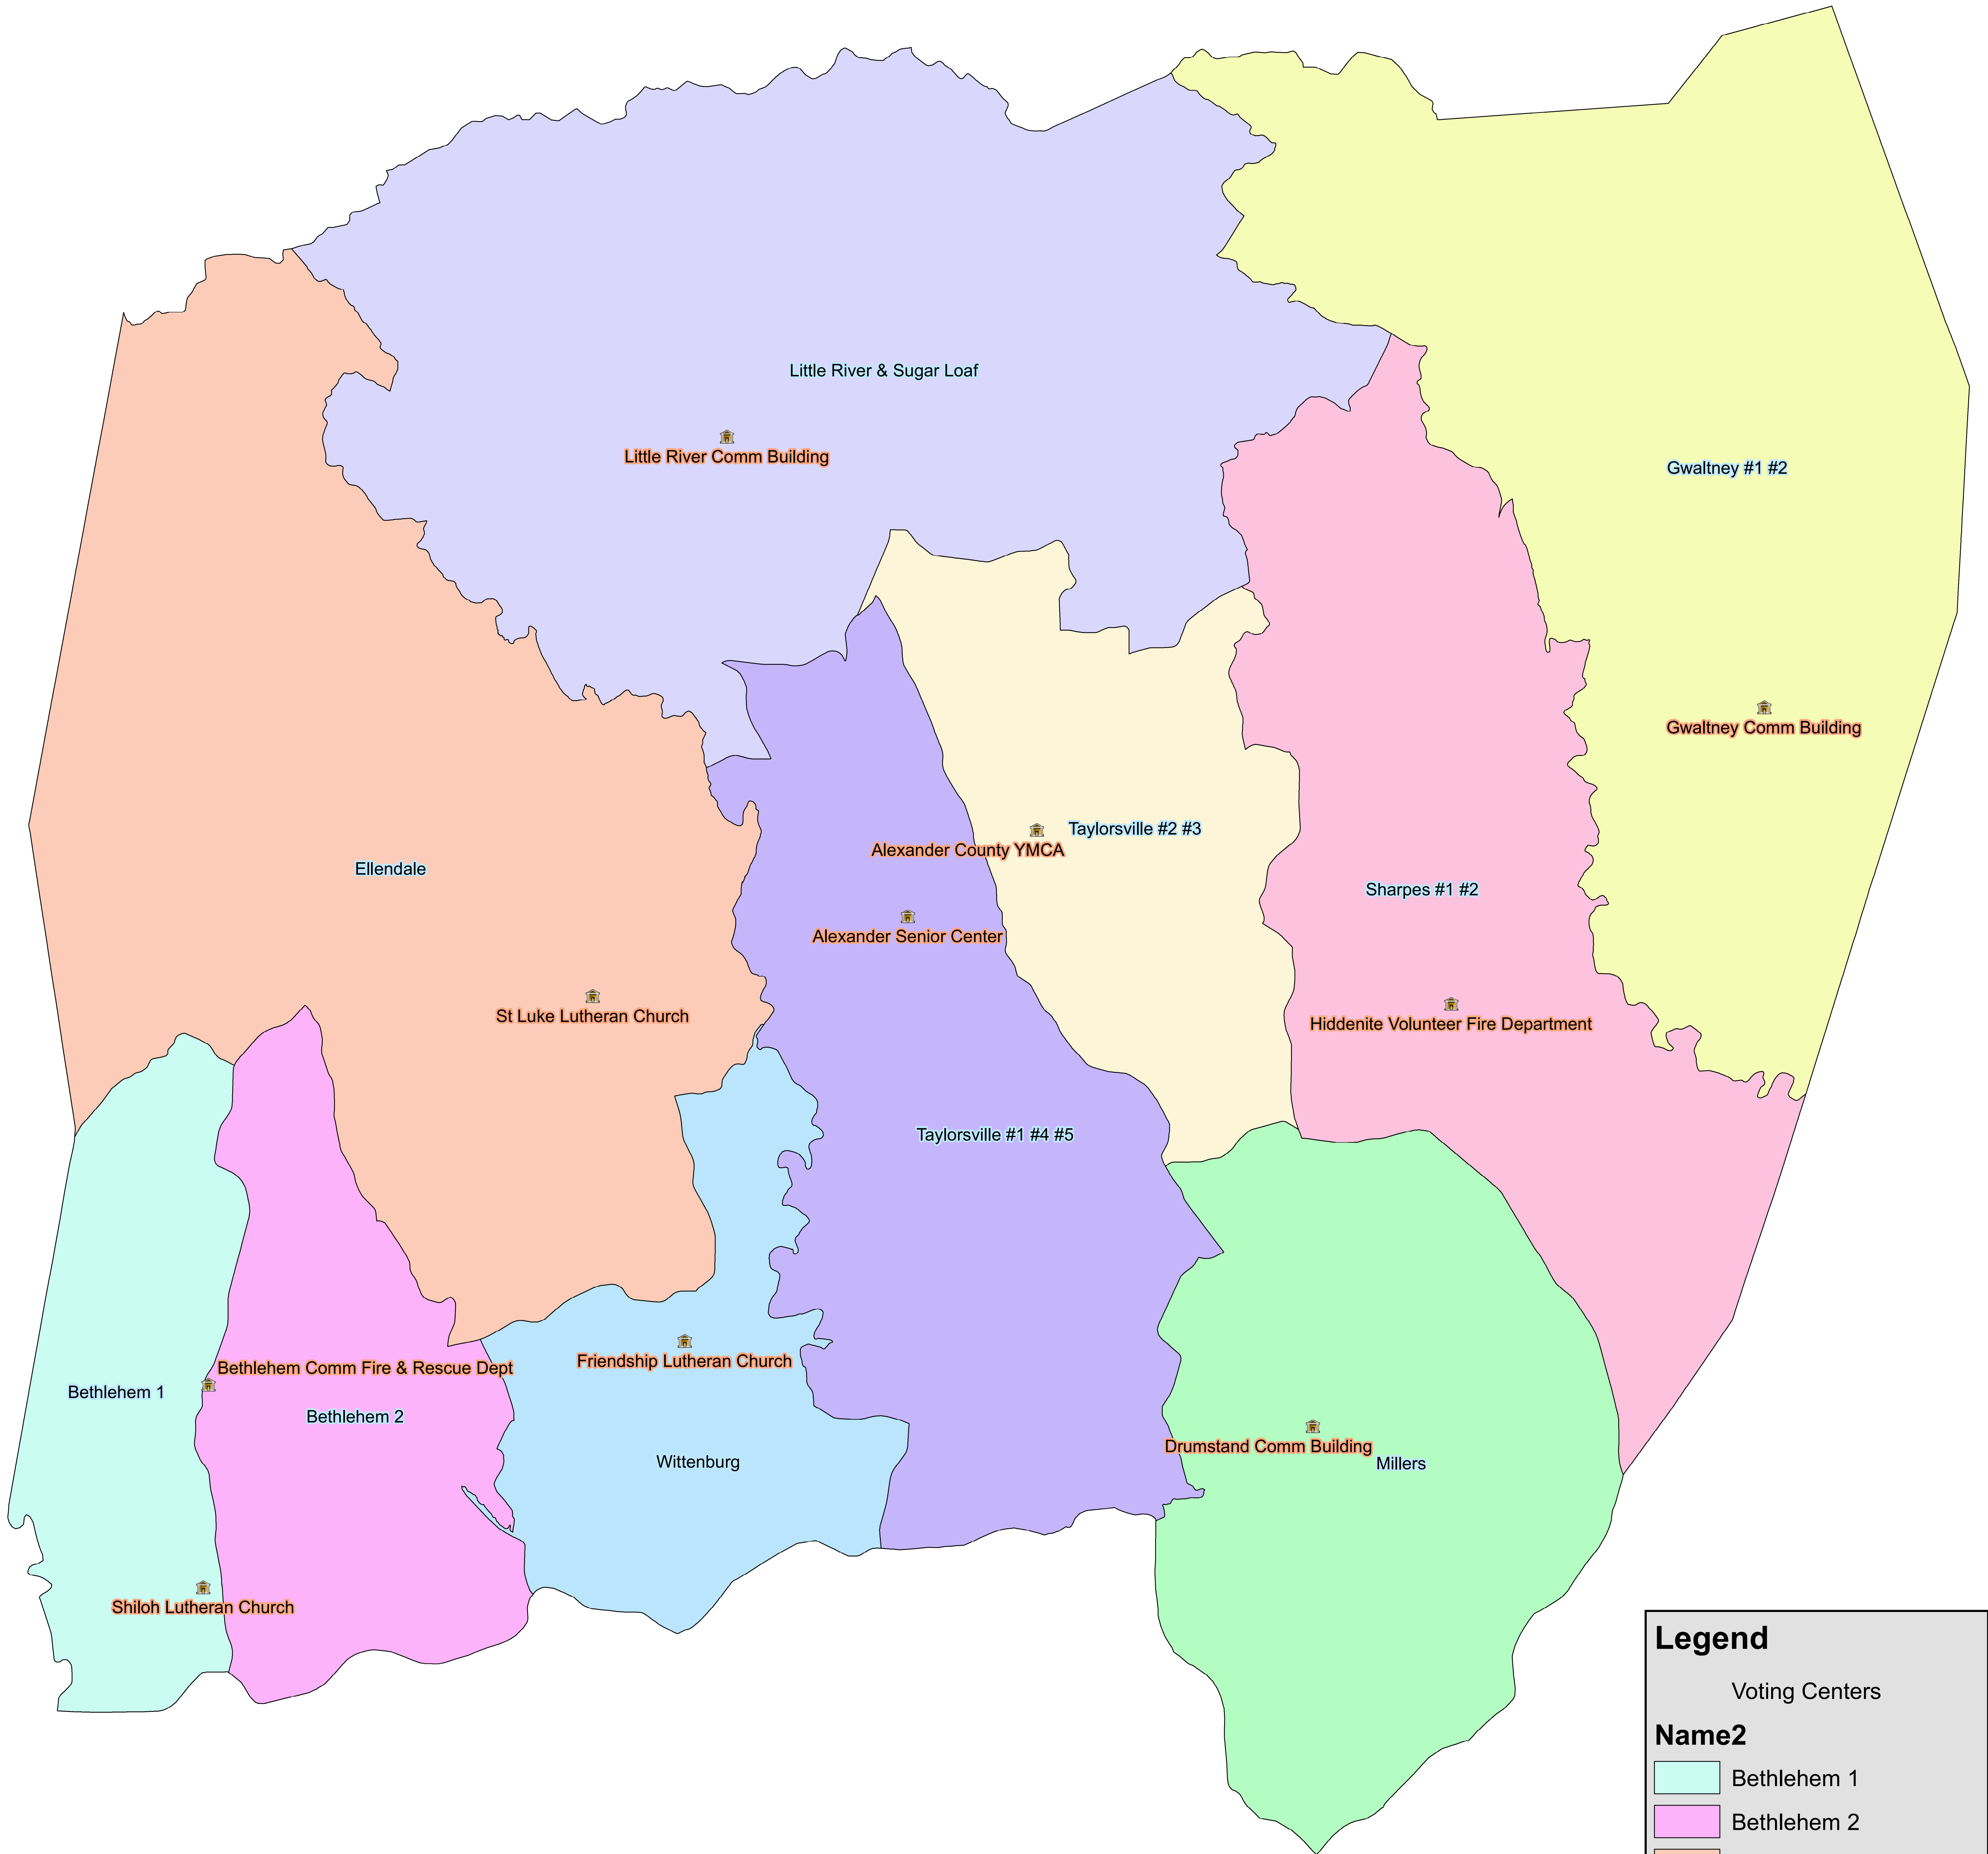 Little River & Sugar Loaf
Little River Comm Building
Gwaltney #1 #2
Gwaltney Comm Building
Taylorsville #2 #3
Alexander County YMCA
Ellendale
Sharpes #1 #2
Alexander Senior Center
St Luke Lutheran Church
Hiddenite Volunteer Fire Department
Taylorsville #1 #4 #5
Friendship Lutheran Church
Bethlehem Comm Fire & Rescue Dept
Bethlehem 1
Bethlehem 2
Drumstand Comm Building
Wittenburg
Millers
Shiloh Lutheran Church
Legend
Voting Centers
Name2
Bethlehem 1
Bethlehem 2